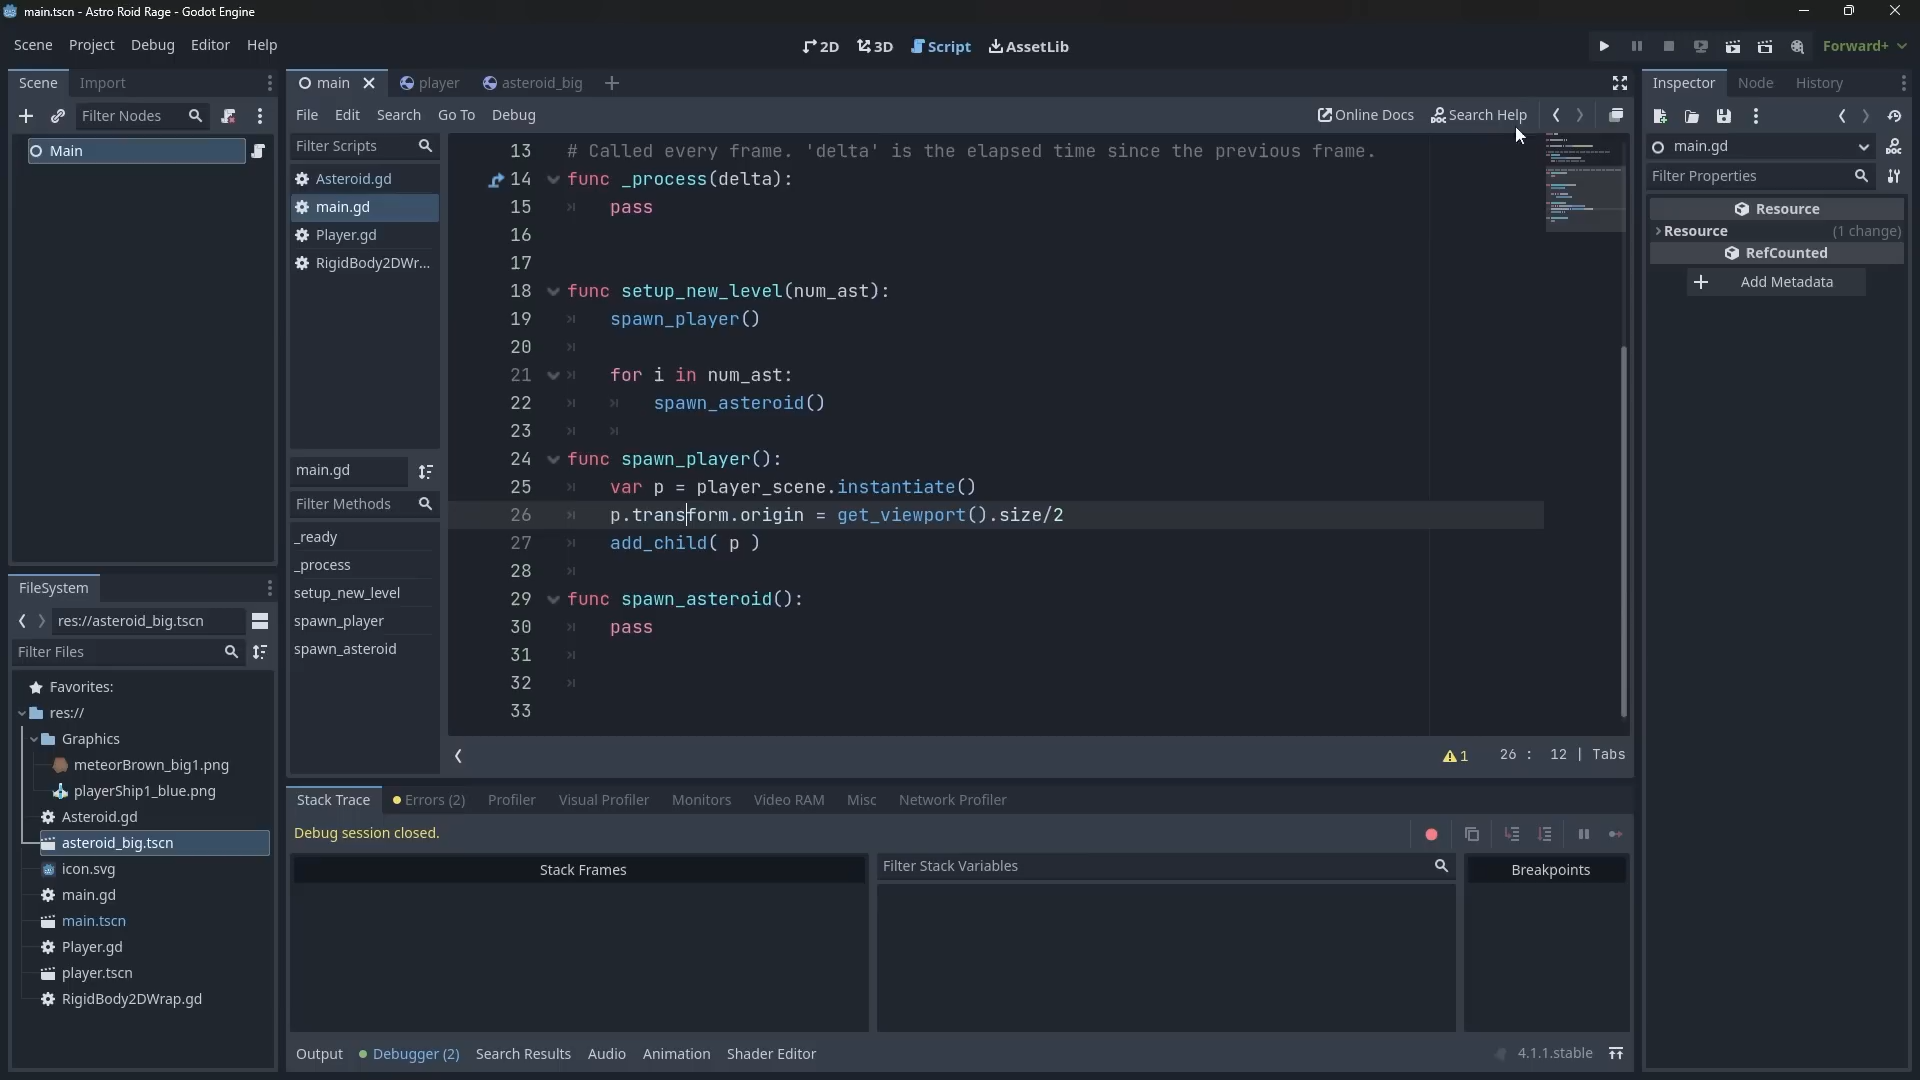 main.tscn - Astro Roid Rage - Godot Engine
Scene Project Debug Editor Help
2D 3D Script AssetLib
Forward+
Scene Import
main player asteroid_big
Inspector Node History
Filter Nodes
File Edit Search Go To Debug
Online Docs Search Help
Main
Filter Scripts
Asteroid.gd
main.gd
Player.gd
RigidBody2DWr...
main.gd
Filter Methods
_ready
_process
setup_new_level
spawn_player
spawn_asteroid
13 # Called every frame. 'delta' is the elapsed time since the previous frame.
14 func _process(delta):
15 pass
16
17
18 func setup_new_level(num_ast):
19 spawn_player()
20
21 for i in num_ast:
22 spawn_asteroid()
23
24 func spawn_player():
25 var p = player_scene.instantiate()
26 p.transform.origin = get_viewport().size/2
27 add_child( p )
28
29 func spawn_asteroid():
30 pass
31
32
33
1 26 : 12 | Tabs
main.gd
Filter Properties
Resource
Resource (1 change)
RefCounted
Add Metadata
FileSystem
res://asteroid_big.tscn
Filter Files
Favorites:
res://
Graphics
meteorBrown_big1.png
playerShip1_blue.png
Asteroid.gd
asteroid_big.tscn
icon.svg
main.gd
main.tscn
Player.gd
player.tscn
RigidBody2DWrap.gd
Stack Trace Errors (2) Profiler Visual Profiler Monitors Video RAM Misc Network Profiler
Debug session closed.
Stack Frames
Filter Stack Variables
Breakpoints
Output Debugger (2) Search Results Audio Animation Shader Editor
4.1.1.stable